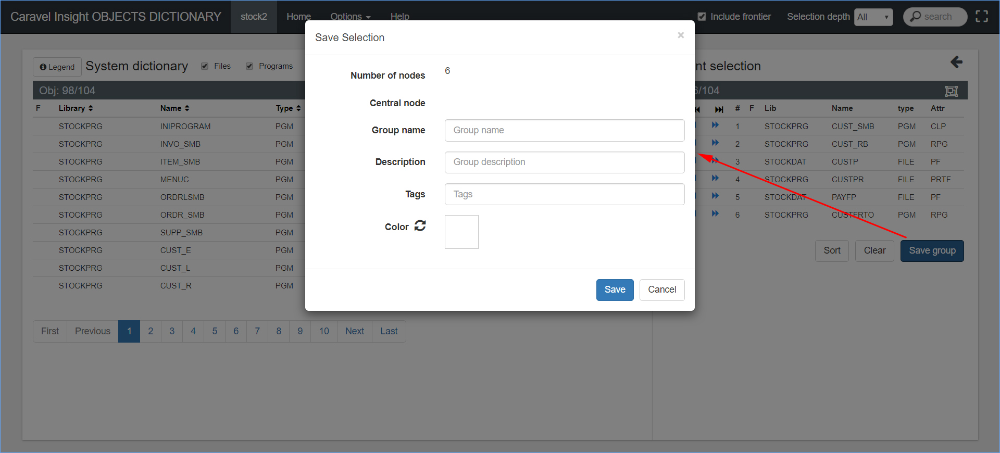 Caravel Insight OBJECTS DICTIONARY stock2 Home Options Help Include frontier Selection depth All search
Save Selection ×
Number of nodes 6
Central node
Group name Group name
Description Group description
Tags Tags
Color
Save Cancel
Legend System dictionary Files Programs
Obj: 98/104
F Library Name Type
STOCKPRG INIPROGRAM PGM
STOCKPRG INVO_SMB PGM
STOCKPRG ITEM_SMB PGM
STOCKPRG MENUC PGM
STOCKPRG ORDRLSMB PGM
STOCKPRG ORDR_SMB PGM
STOCKPRG SUPP_SMB PGM
STOCKPRG CUST_E PGM
STOCKPRG CUST_L PGM
STOCKPRG CUST_R PGM
First Previous 1 2 3 4 5 6 7 8 9 10 Next Last
nt selection
6/104
# F Lib Name type Attr
1 STOCKPRG CUST_SMB PGM CLP
2 STOCKPRG CUST_RB PGM RPG
3 STOCKDAT CUSTP FILE PF
4 STOCKPRG CUSTPR FILE PRTF
5 STOCKDAT PAYFP FILE PF
6 STOCKPRG CUSTFRTO PGM RPG
Sort Clear Save group